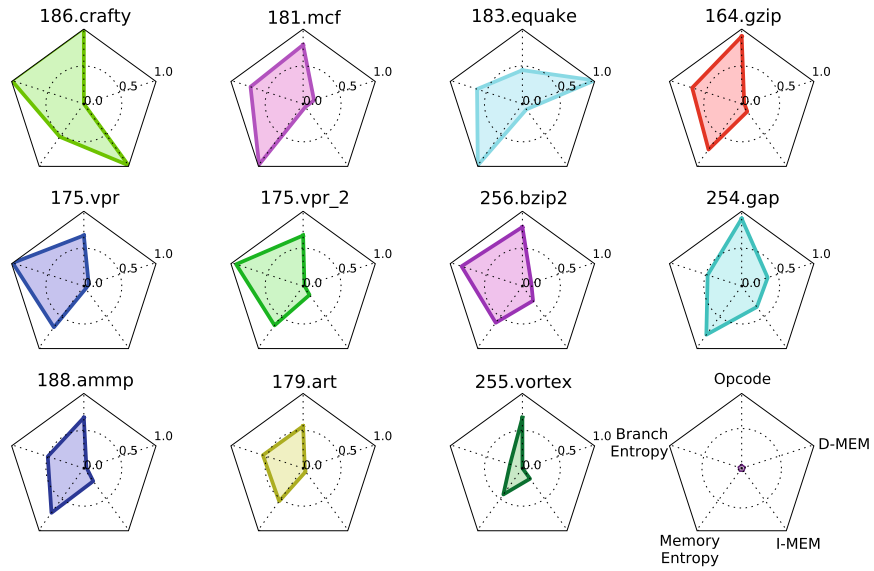 186.crafty
181.mcf
183.equake
164.gzip
1.0
0.5
0.0
1.0
0.5
0.0
1.0
0.5
0.0
1.0
0.5
0.0
175.vpr
175.vpr_2
256.bzip2
254.gap
1.0
0.5
0.0
1.0
0.5
0.0
1.0
0.5
0.0
1.0
0.5
0.0
188.ammp
179.art
255.vortex
Opcode
1.0
0.5
0.0
1.0
0.5
0.0
1.0
0.5
0.0
Branch
Entropy
D-MEM
Memory
Entropy
I-MEM